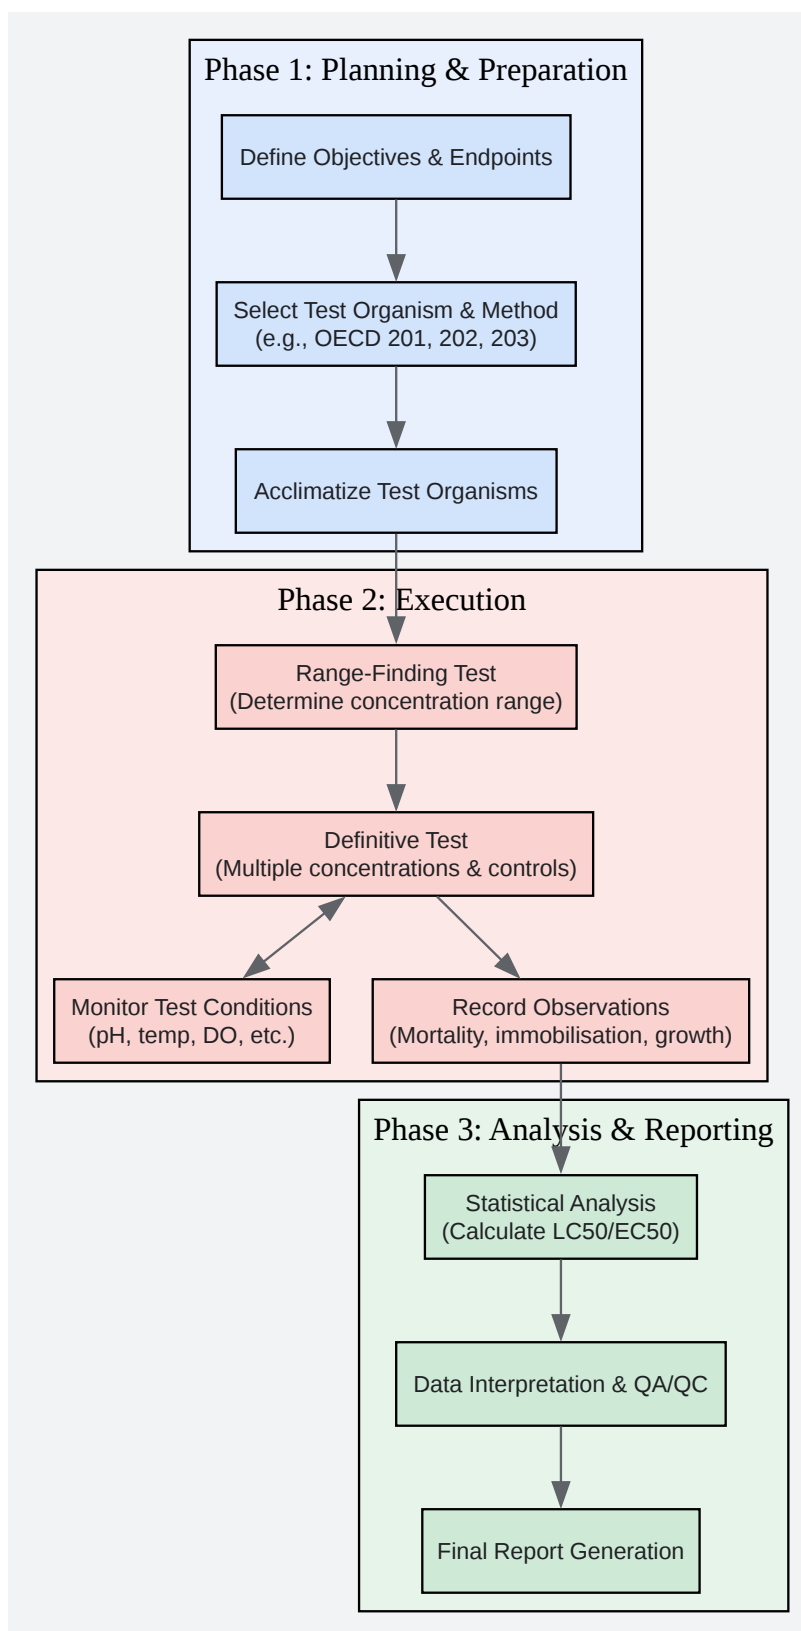 Phase 1: Planning & Preparation
Define Objectives & Endpoints
Select Test Organism & Method
(e.g., OECD 201, 202, 203)
Acclimatize Test Organisms
Phase 2: Execution
Range-Finding Test
(Determine concentration range)
Definitive Test
(Multiple concentrations & controls)
Monitor Test Conditions
(pH, temp, DO, etc.)
Record Observations
(Mortality, immobilisation, growth)
Phase 3: Analysis & Reporting
Statistical Analysis
(Calculate LC50/EC50)
Data Interpretation & QA/QC
Final Report Generation